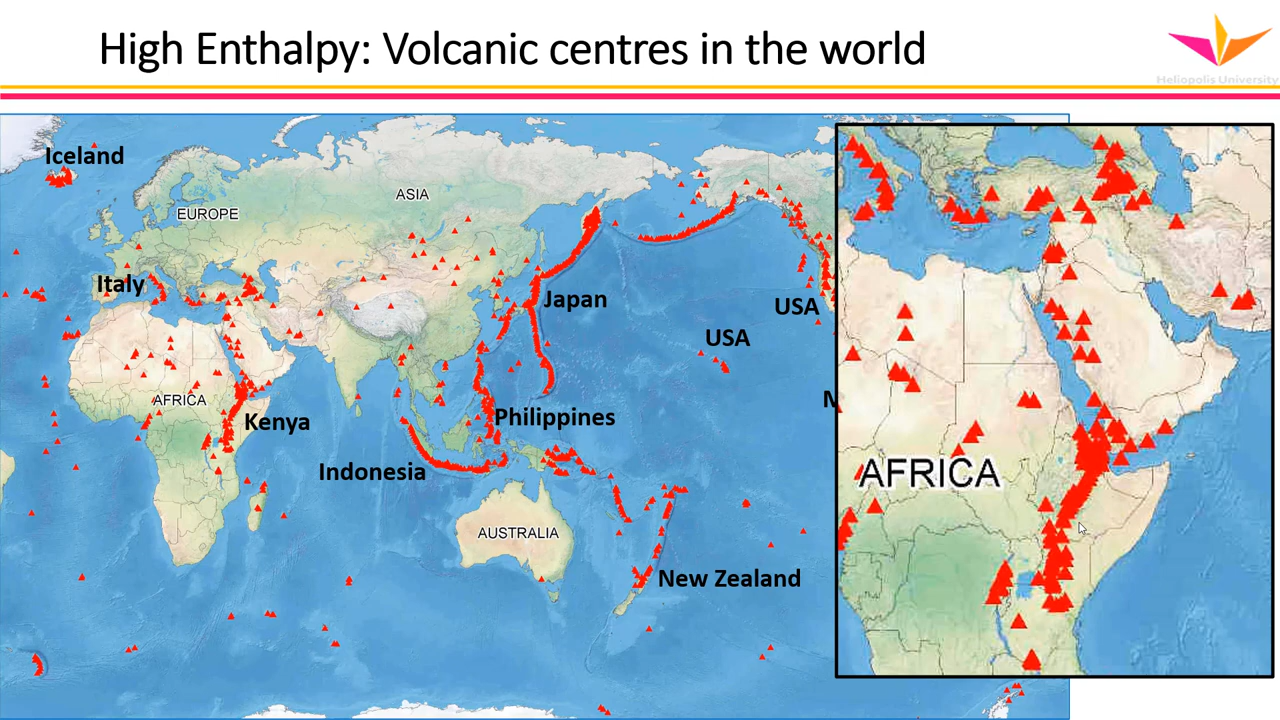 High Enthalpy: Volcanic centres in the world
Heliopolis University
Iceland
ASIA
EUROPE
Italy
Japan
USA
USA
AFRICA
N
Kenya
Philippines
Indonesia
AFRICA
AUSTRALIA
New Zealand